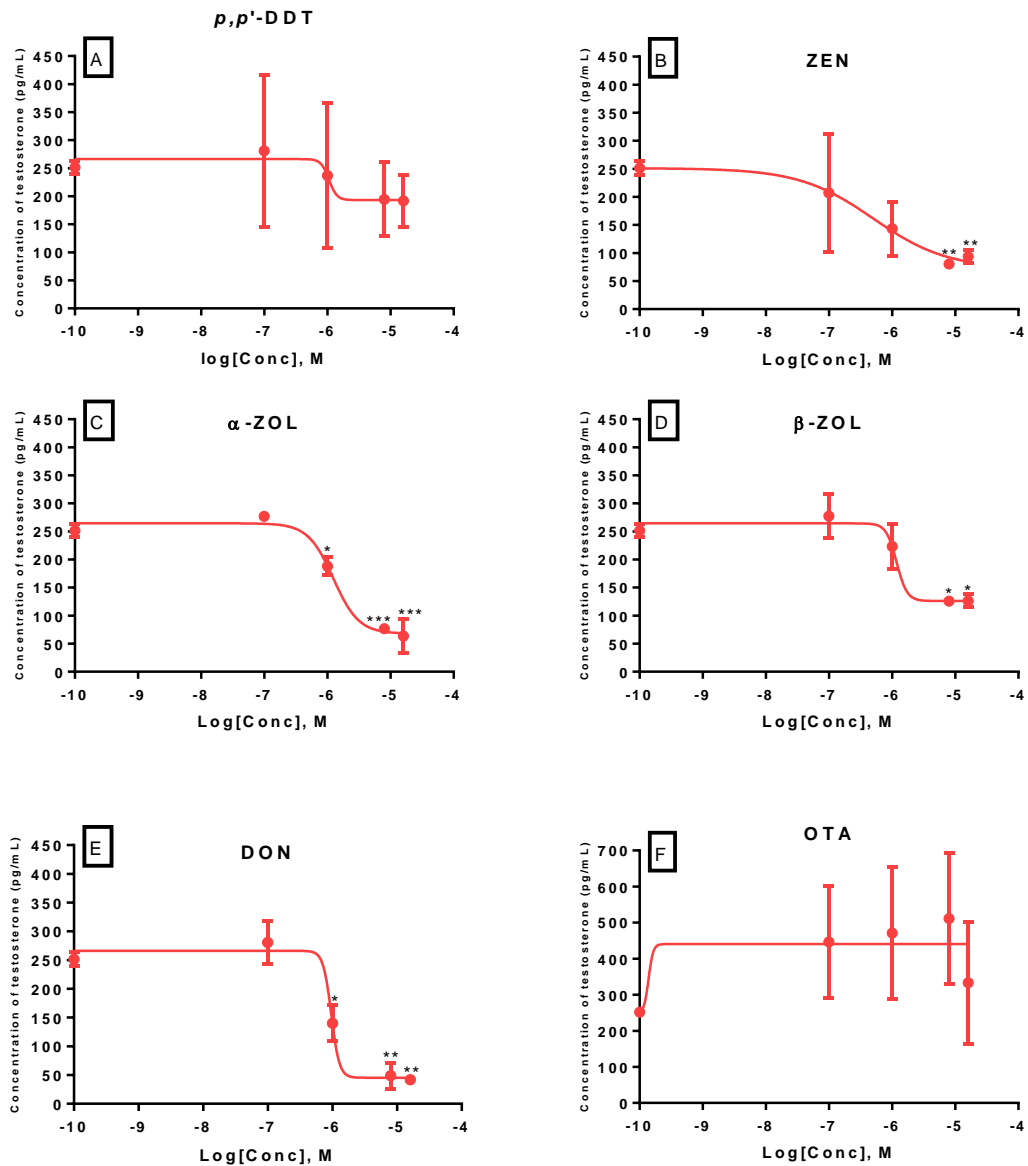 p,p'-DDT
A
Concentration of testosterone (pg/mL)
450
400
350
300
250
200
150
100
50
0
-10 -9 -8 -7 -6 -5 -4
log[Conc], M
ZEN
B
Concentration of testosterone (pg/mL)
450
400
350
300
250
200
150
100
50
0
** **
-10 -9 -8 -7 -6 -5 -4
Log[Conc], M
α-ZOL
C
Concentration of testosterone (pg/mL)
450
400
350
300
250
200
150
100
50
0
* *** ***
-10 -9 -8 -7 -6 -5 -4
Log[Conc], M
β-ZOL
D
Concentration of testosterone (pg/mL)
450
400
350
300
250
200
150
100
50
0
* *
-10 -9 -8 -7 -6 -5 -4
Log[Conc], M
DON
E
Concentration of testosterone (pg/mL)
450
400
350
300
250
200
150
100
50
0
* ** **
-10 -9 -8 -7 -6 -5 -4
Log[Conc], M
OTA
F
Concentration of testosterone (pg/mL)
700
600
500
400
300
200
100
0
-10 -9 -8 -7 -6 -5 -4
Log[Conc], M